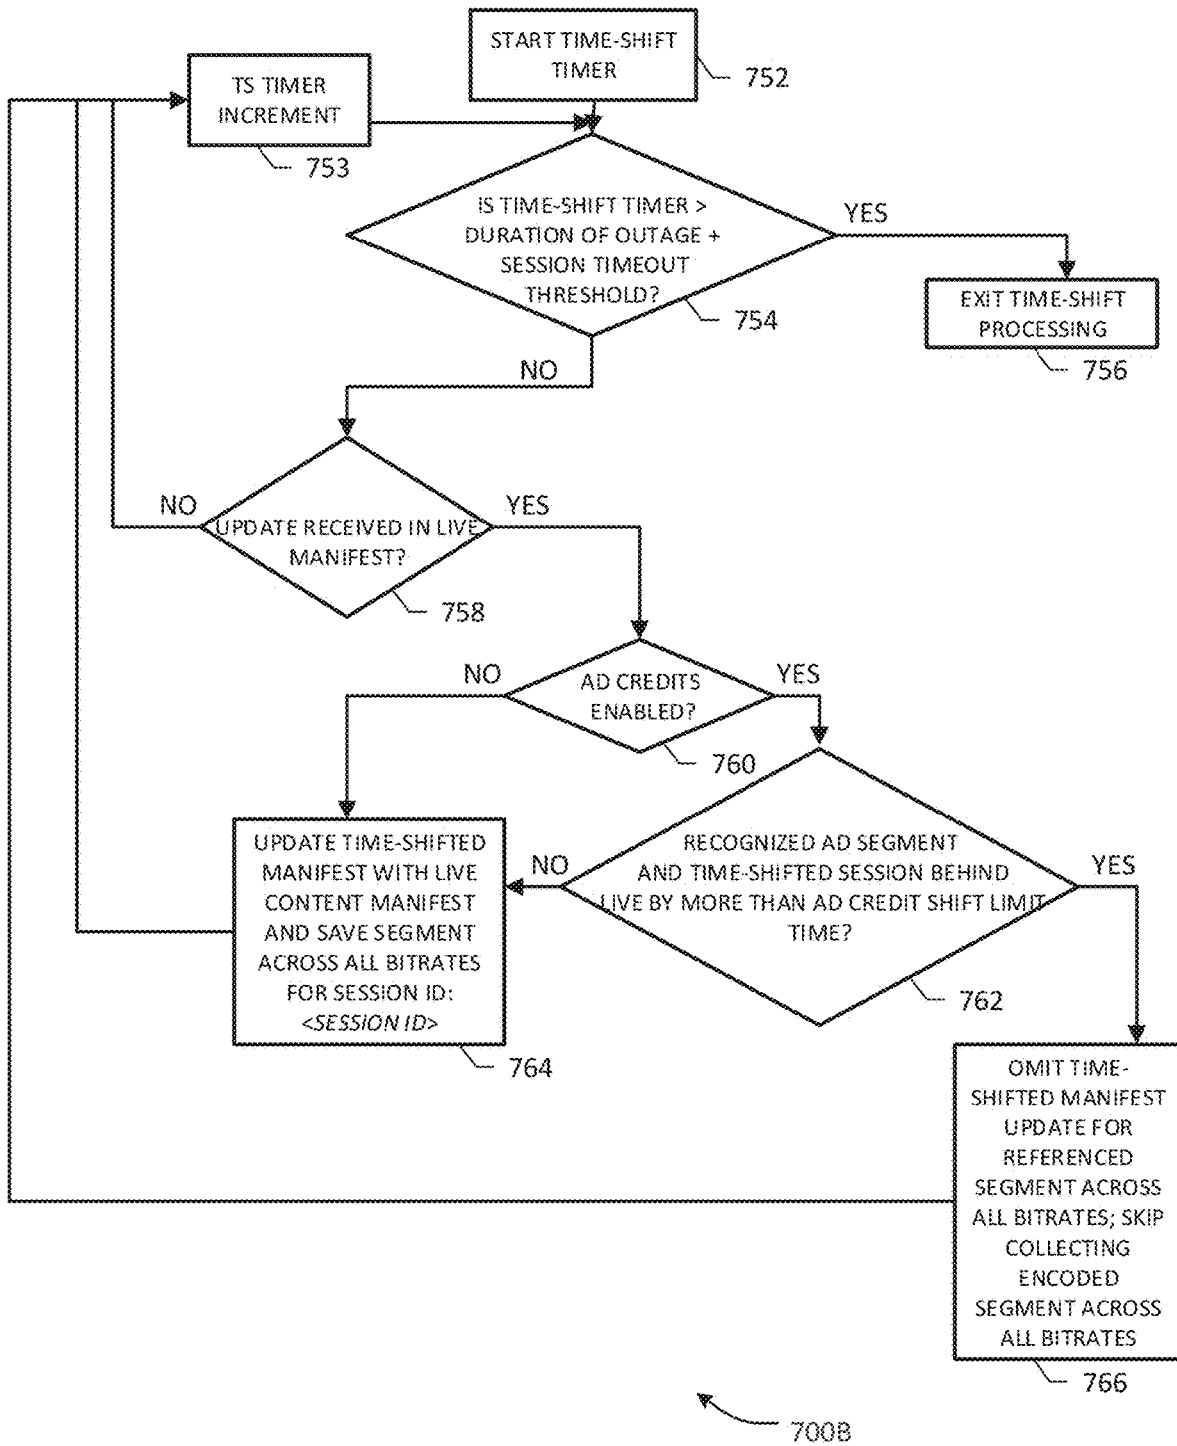 START TIME-SHIFT
TIMER
752
TS TIMER
INCREMENT
753
IS TIME-SHIFT TIMER >
DURATION OF OUTAGE +
SESSION TIMEOUT
THRESHOLD?
754
YES
EXIT TIME-SHIFT
PROCESSING
756
NO
NO
YES
UPDATE RECEIVED IN LIVE
MANIFEST?
758
NO
YES
AD CREDITS
ENABLED?
760
UPDATE TIME-SHIFTED
MANIFEST WITH LIVE
CONTENT MANIFEST
AND SAVE SEGMENT
ACROSS ALL BITRATES
FOR SESSION ID:
<SESSION ID>
764
NO
RECOGNIZED AD SEGMENT
AND TIME-SHIFTED SESSION BEHIND
LIVE BY MORE THAN AD CREDIT SHIFT LIMIT
TIME?
YES
762
OMIT TIME-
SHIFTED MANIFEST
UPDATE FOR
REFERENCED
SEGMENT ACROSS
ALL BITRATES; SKIP
COLLECTING
ENCODED
SEGMENT ACROSS
ALL BITRATES
766
700B